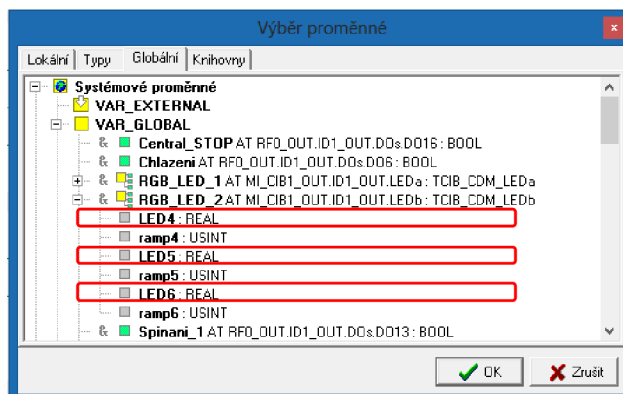 Výběr proměnné
x
Lokální Typy Globální Knihovny
Systémové proměnné
VAR_EXTERNAL
VAR_GLOBAL
& Central_STOP AT RF0_OUT.ID1_OUT.DOs.DO16 : BOOL
& Chlazeni AT RF0_OUT.ID1_OUT.DOs.DO6 : BOOL
& RGB_LED_1 AT MI_CIB1_OUT.ID1_OUT.LEDa : TCIB_CDM_LEDa
& RGB_LED_2 AT MI_CIB1_OUT.ID1_OUT.LEDb : TCIB_CDM_LEDb
LED4 : REAL
ramp4 : USINT
LED5 : REAL
ramp5 : USINT
LED6 : REAL
ramp6 : USINT
& Spinani_1 AT RF0_OUT.ID1_OUT.DOs.DO13 : BOOL
OK Zrušit